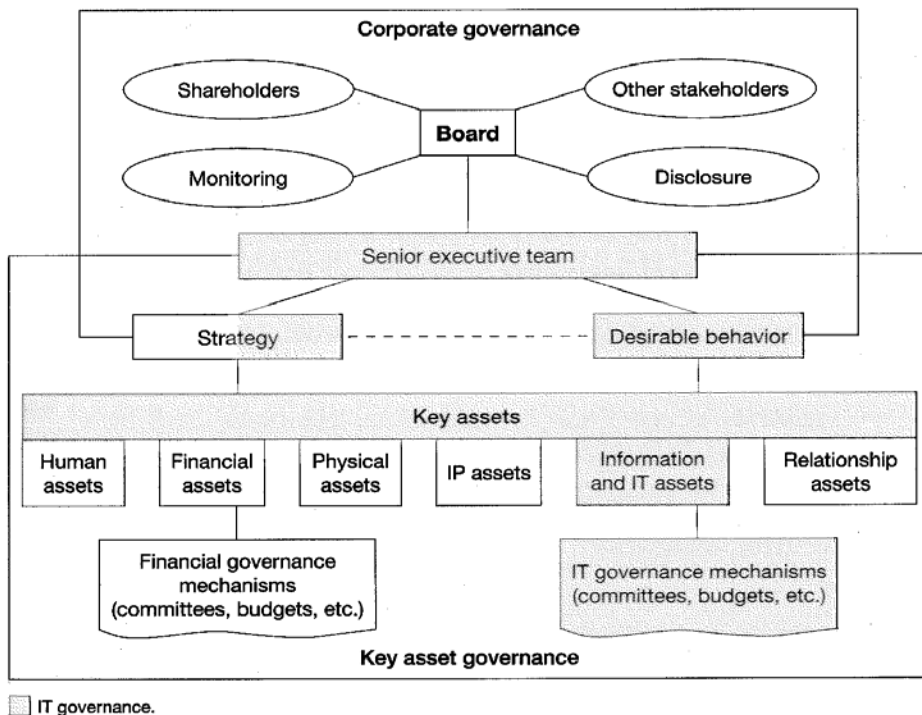 Corporate governance
Shareholders
Other stakeholders
Board
Monitoring
Disclosure
Senior executive team
Strategy
Desirable behavior
Key assets
Human
assets
Financial
assets
Physical
assets
IP assets
Information
and IT assets
Relationship
assets
Financial governance
mechanisms
(committees, budgets, etc.)
IT governance mechanisms
(committees, budgets, etc.)
Key asset governance
IT governance.